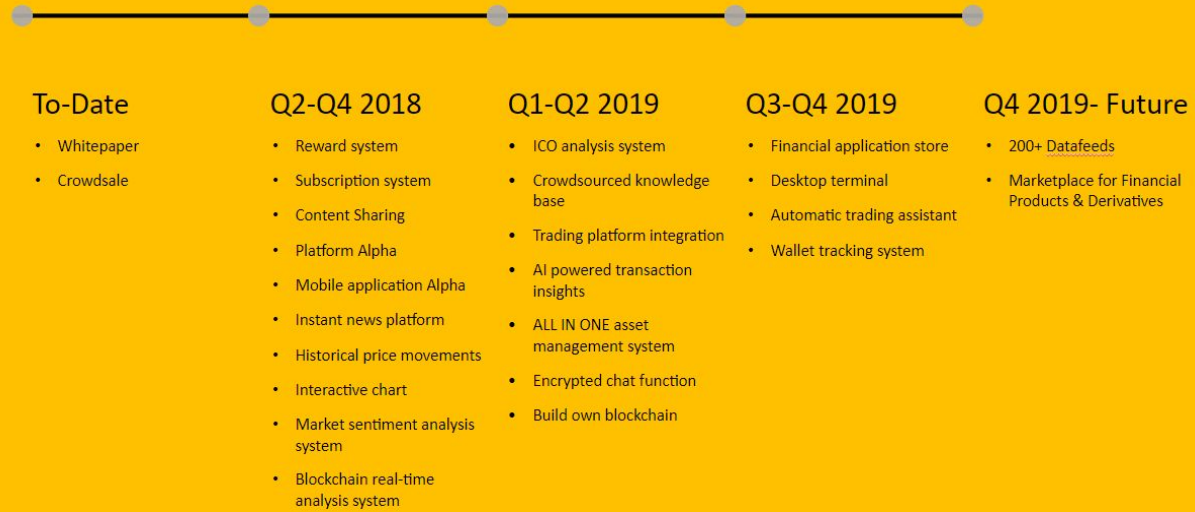 To-Date
• Whitepaper
• Crowdsale
Q2-Q4 2018
• Reward system
• Subscription system
• Content Sharing
• Platform Alpha
• Mobile application Alpha
• Instant news platform
• Historical price movements
• Interactive chart
• Market sentiment analysis
system
• Blockchain real-time
analysis system
Q1-Q2 2019
• ICO analysis system
• Crowdsourced knowledge
base
• Trading platform integration
• AI powered transaction
insights
• ALL IN ONE asset
management system
• Encrypted chat function
• Build own blockchain
Q3-Q4 2019
• Financial application store
• Desktop terminal
• Automatic trading assistant
• Wallet tracking system
Q4 2019- Future
• 200+ Datafeeds
• Marketplace for Financial
Products & Derivatives